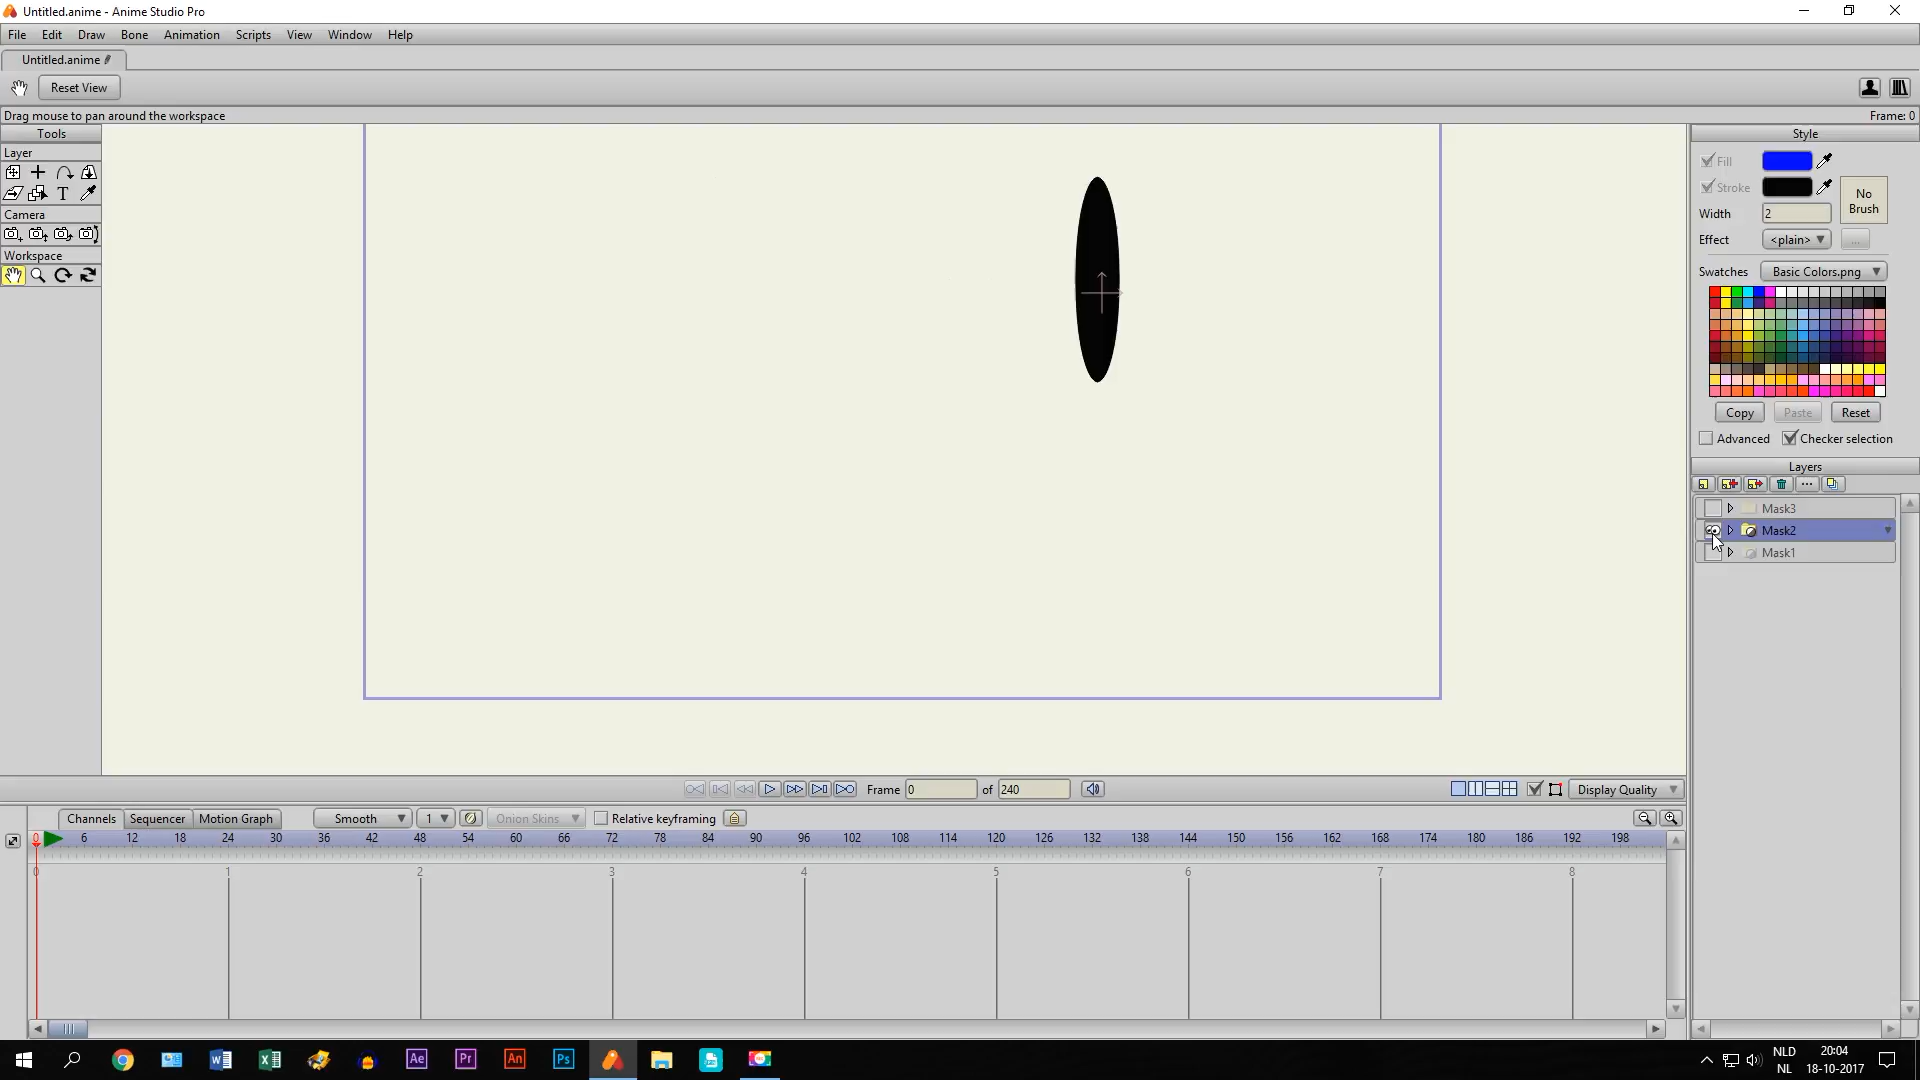 Untitled.anime - Anime Studio Pro
File Edit Draw Bone Animation Scripts View Window Help
Untitled.anime
Reset View
Drag mouse to pan around the workspace
Frame: 0
Tools
Layer
T
Camera
Workspace
Style
Fill
Stroke
No
Brush
Width 2
Effect <plain> ...
Swatches Basic Colors.png
Copy Paste Reset
Advanced Checker selection
Layers
Mask3
Mask2
Mask1
Frame 0 of 240
Display Quality
Channels Sequencer Motion Graph Smooth 1 Onion Skins Relative keyframing
0 6 12 18 24 30 36 42 48 54 60 66 72 78 84 90 96 102 108 114 120 126 132 138 144 150 156 162 168 174 180 186 192 198
0 1 2 3 4 5 6 7 8
Ae Pr An Ps
NLD
NL
20:04
18-10-2017